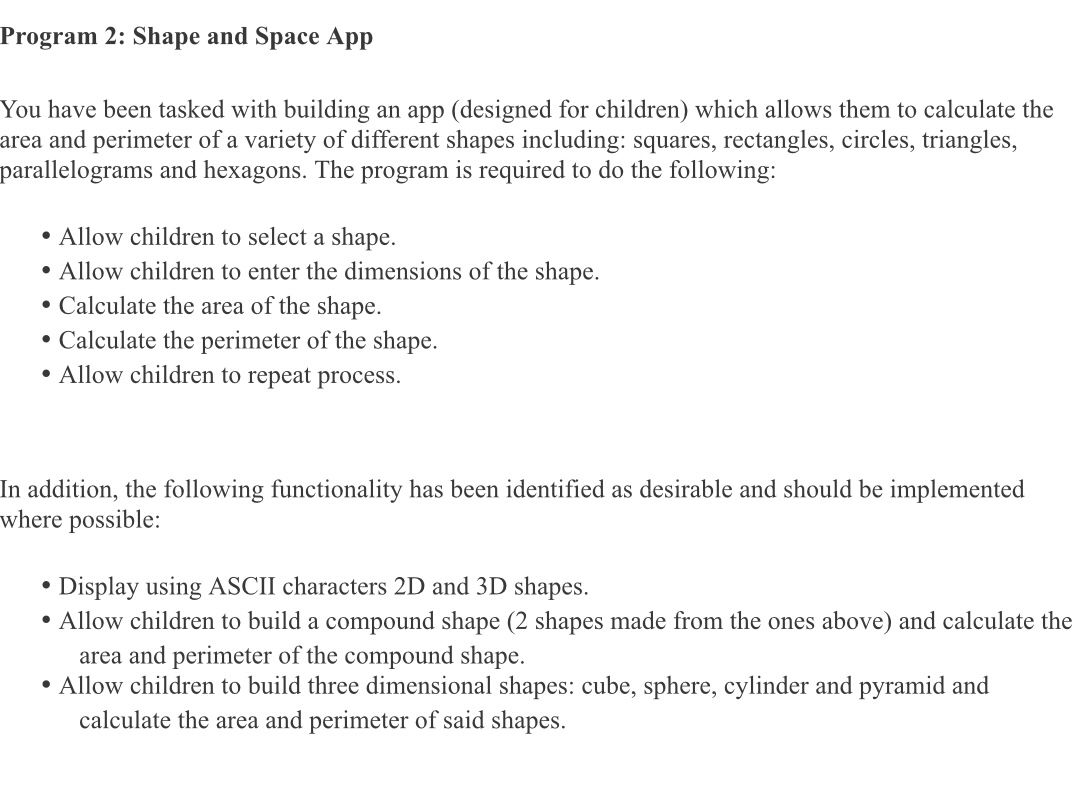 Program 2: Shape and Space App
You have been tasked with building an app (designed for children) which allows them to calculate the
area and perimeter of a variety of different shapes including: squares, rectangles, circles, triangles,
parallelograms and hexagons. The program is required to do the following:
• Allow children to select a shape.
• Allow children to enter the dimensions of the shape.
• Calculate the area of the shape.
• Calculate the perimeter of the shape.
• Allow children to repeat process.
In addition, the following functionality has been identified as desirable and should be implemented
where possible:
• Display using ASCII characters 2D and 3D shapes.
• Allow children to build a compound shape (2 shapes made from the ones above) and calculate the
area and perimeter of the compound shape.
• Allow children to build three dimensional shapes: cube, sphere, cylinder and pyramid and
calculate the area and perimeter of said shapes.